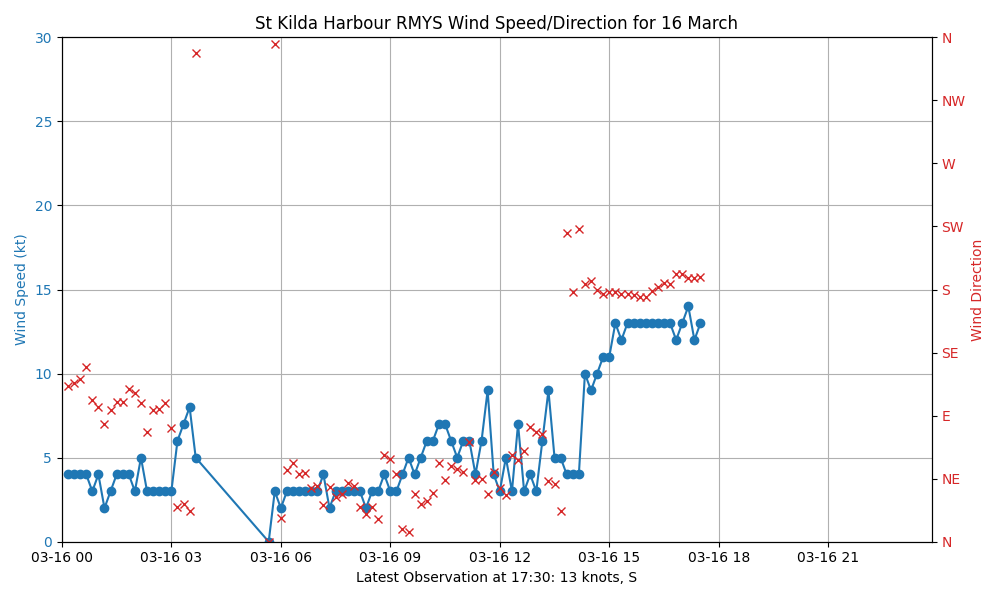 St Kilda Harbour RMYS Wind Speed/Direction for 16 March
30
25
20
15
10
5
0
Wind Speed (kt)
N
NW
W
SW
S
SE
E
NE
N
Wind Direction
03-16 00
03-16 03
03-16 06
03-16 09
03-16 12
03-16 15
03-16 18
03-16 21
Latest Observation at 17:30: 13 knots, S